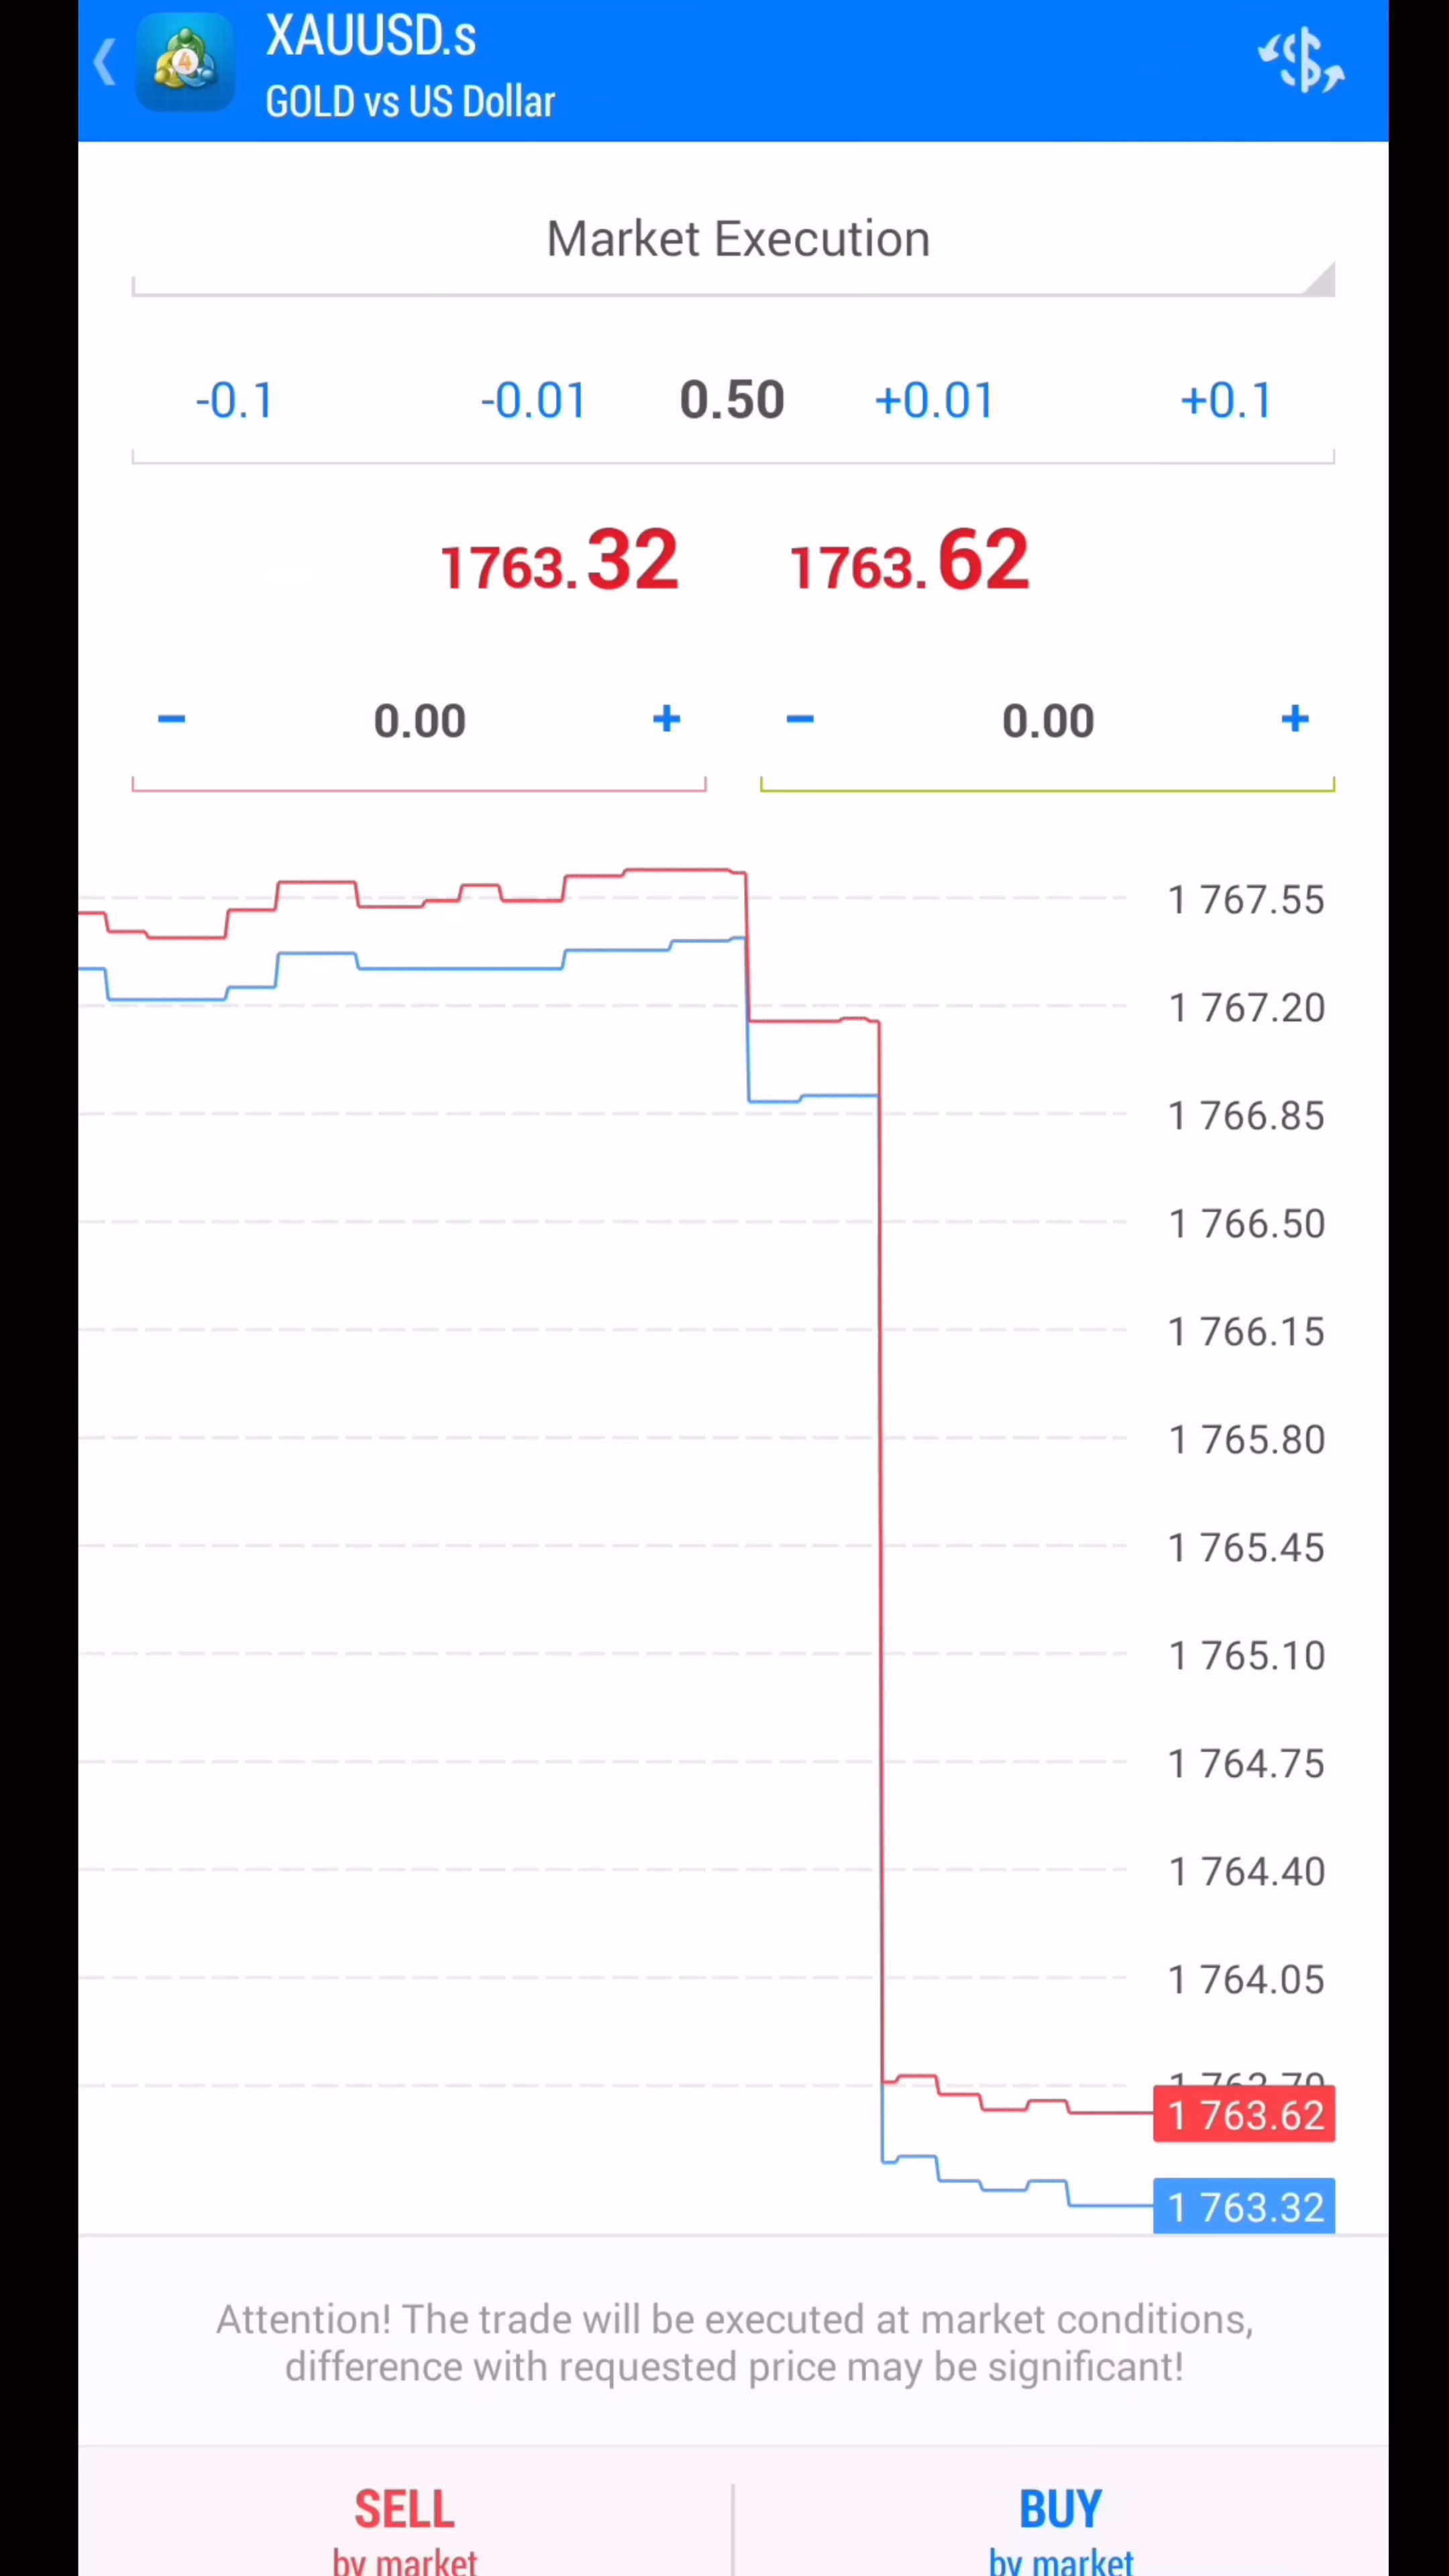 XAUUSD.s
GOLD vs US Dollar
4
Market Execution
-0.1 -0.01 0.50 +0.01 +0.1
1763.32 1763.62
− 0.00 + − 0.00 +
1 767.55
1 767.20
1 766.85
1 766.50
1 766.15
1 765.80
1 765.45
1 765.10
1 764.75
1 764.40
1 764.05
1 763.70
1 763.62
1 763.32
Attention! The trade will be executed at market conditions,
difference with requested price may be significant!
SELL BUY
by market by market